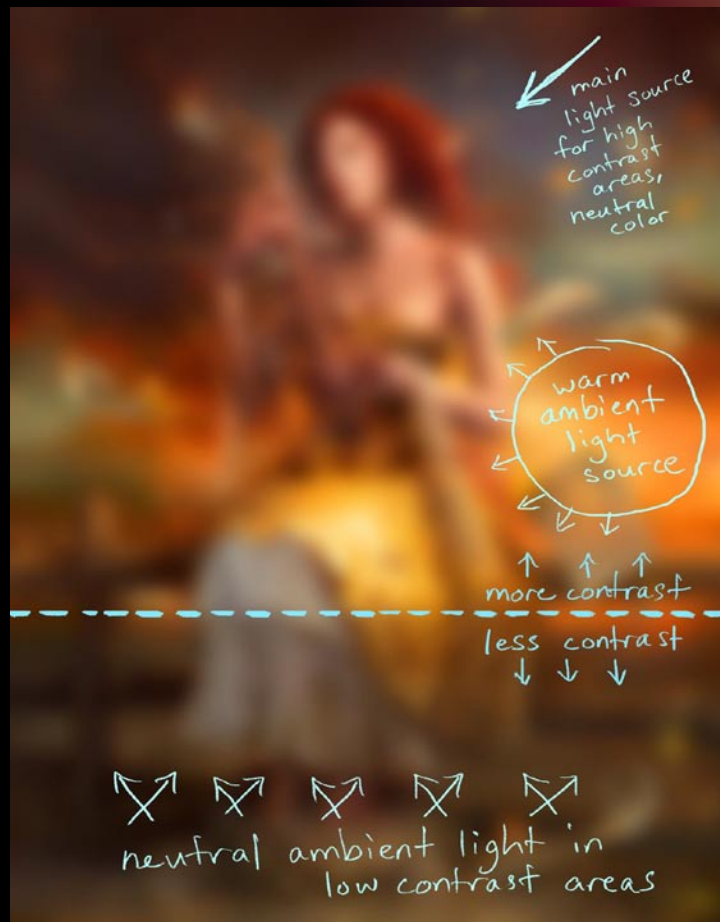 main
light source
for high
contrast
areas,
neutral
color
warm
ambient
light
source
more contrast
less contrast
neutral ambient light in
low contrast areas